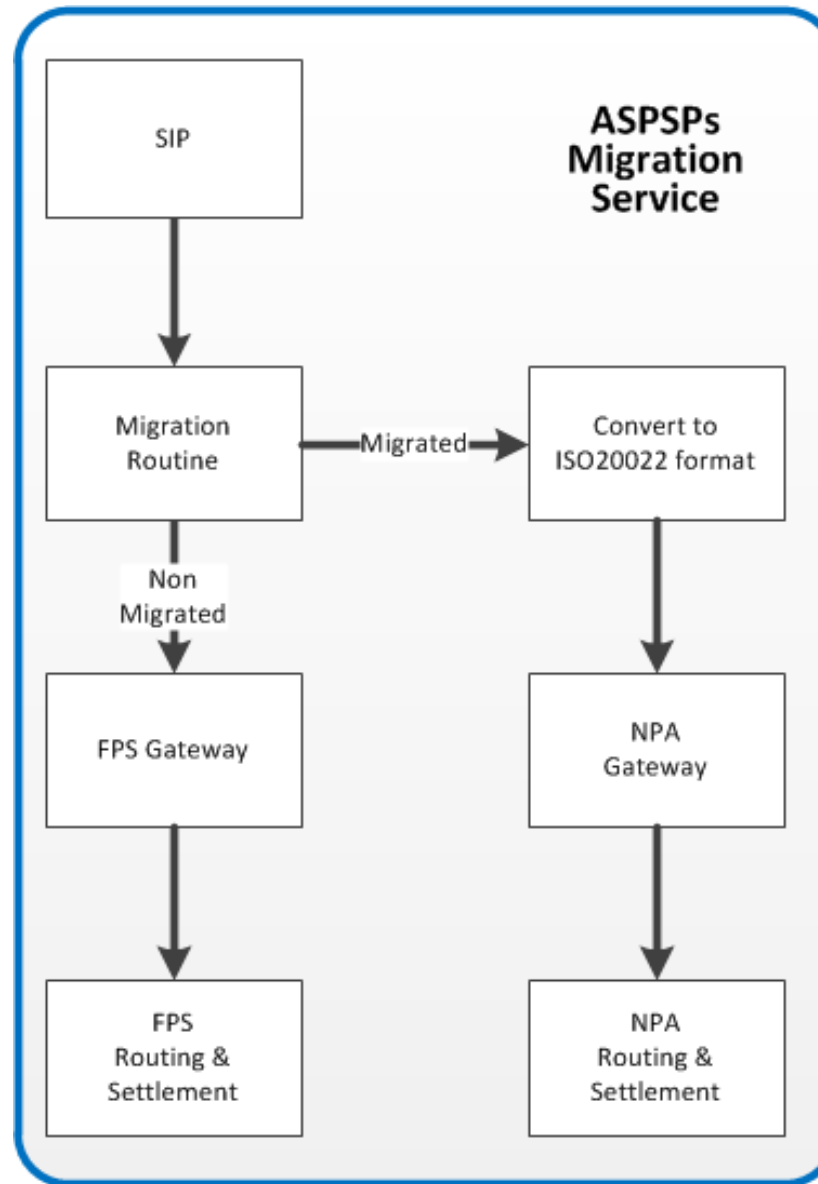 SIP
ASPSPs
Migration
Service
Migration
Routine
Migrated
Convert to
ISO20022 format
Non
Migrated
FPS Gateway
NPA
Gateway
FPS
Routing &
Settlement
NPA
Routing &
Settlement